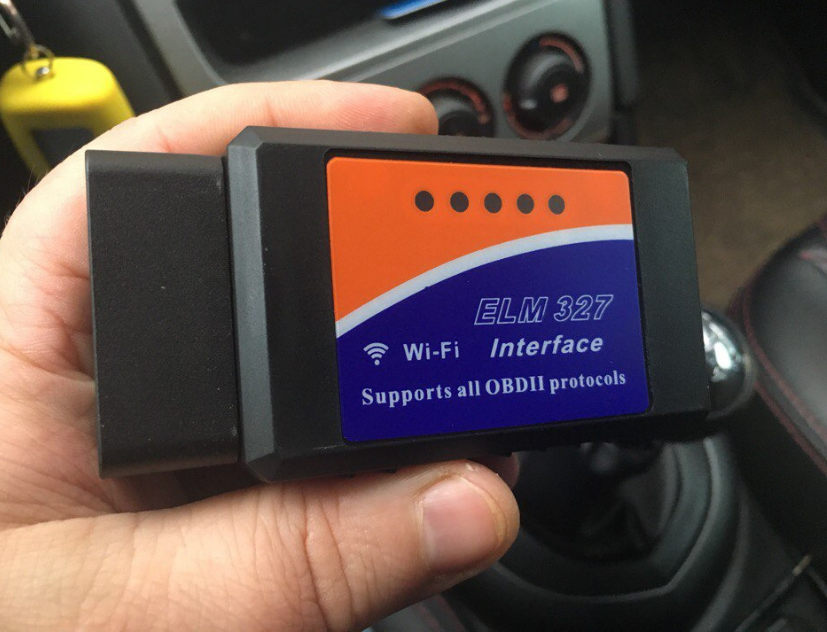 ELM 327
Wi-Fi Interface
Supports all OBDII protocols